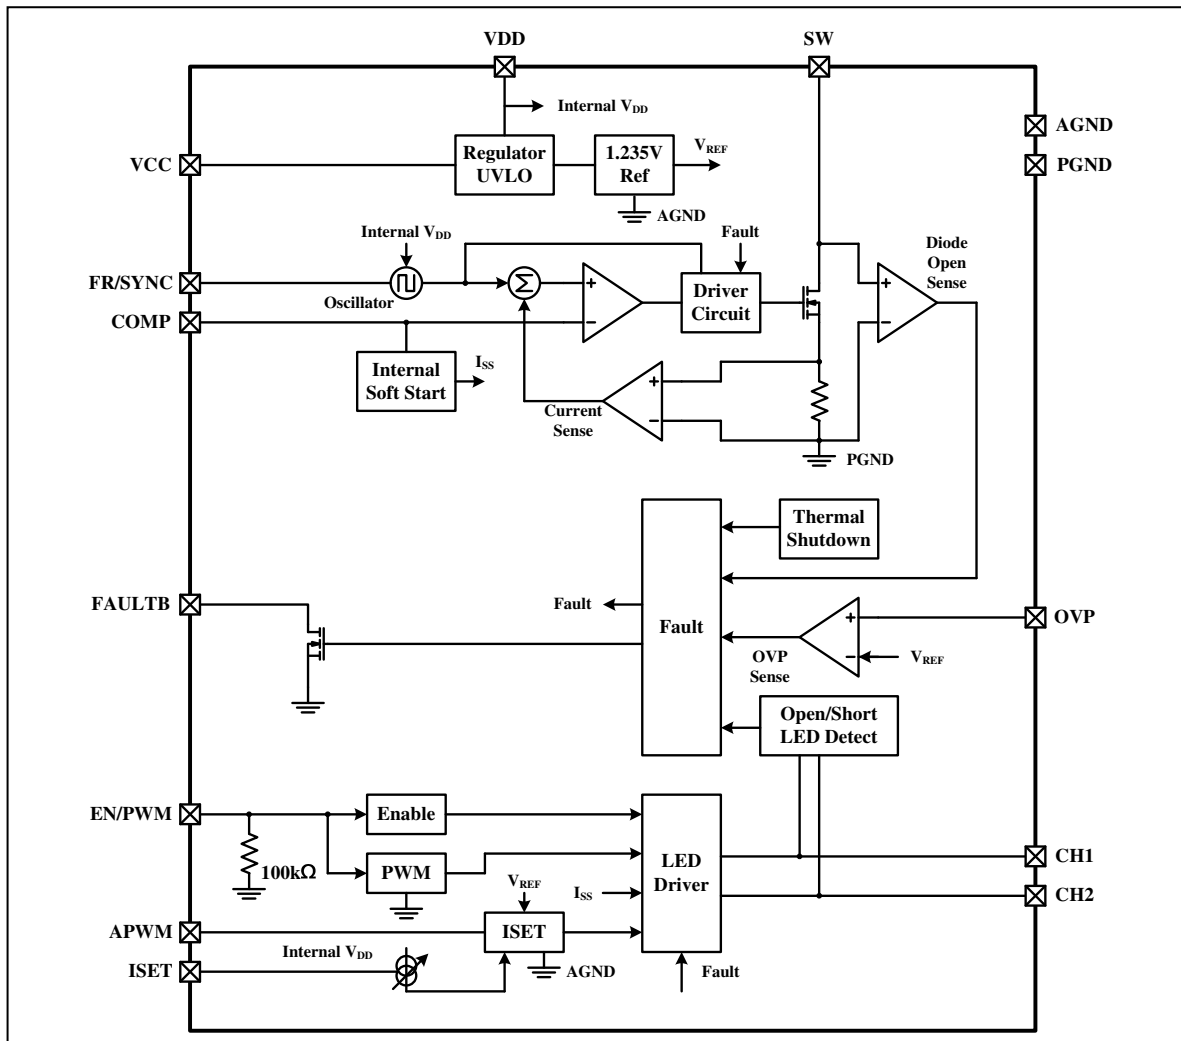 VDD
SW
Internal VDD
AGND
VCC
Regulator
UVLO
1.235V
Ref
VREF
PGND
AGND
Internal VDD
Fault
Diode
Open
Sense
FR/SYNC
Oscillator
Σ
+
−
Driver
Circuit
+
−
COMP
Internal
Soft Start
ISS
Current
Sense
+
−
PGND
Thermal
Shutdown
FAULTB
Fault
Fault
OVP
Sense
+
−
VREF
OVP
Open/Short
LED Detect
EN/PWM
Enable
100kΩ
PWM
LED
Driver
CH1
VREF
ISS
CH2
APWM
ISET
ISET
Internal VDD
AGND
Fault